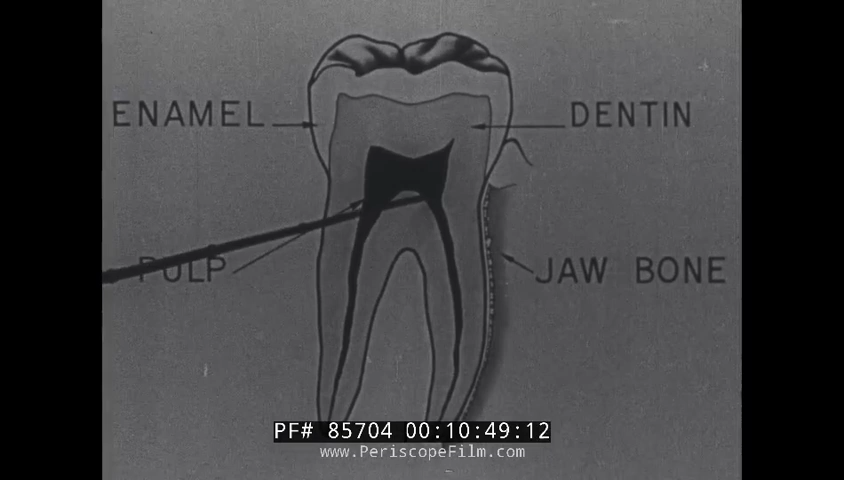 ENAMEL
DENTIN
PULP
JAW BONE
PF# 85704 00:10:49:12
www.PeriscopeFilm.com